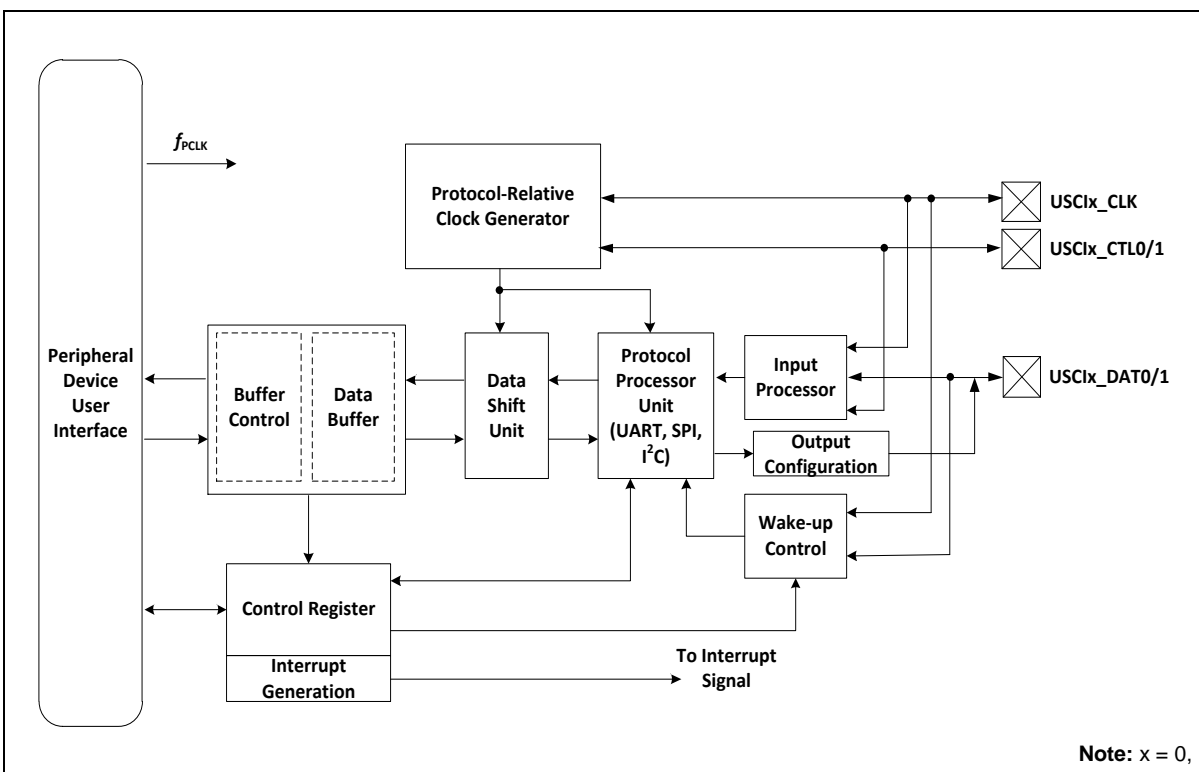 fPCLK
Protocol-Relative
Clock Generator
USCIx_CLK
USCIx_CTL0/1
Peripheral
Device
User
Interface
Buffer
Control
Data
Buffer
Data
Shift
Unit
Protocol
Processor
Unit
(UART, SPI,
I²C)
Input
Processor
USCIx_DAT0/1
Output
Configuration
Wake-up
Control
Control Register
Interrupt
Generation
To Interrupt
Signal
Note: x = 0,